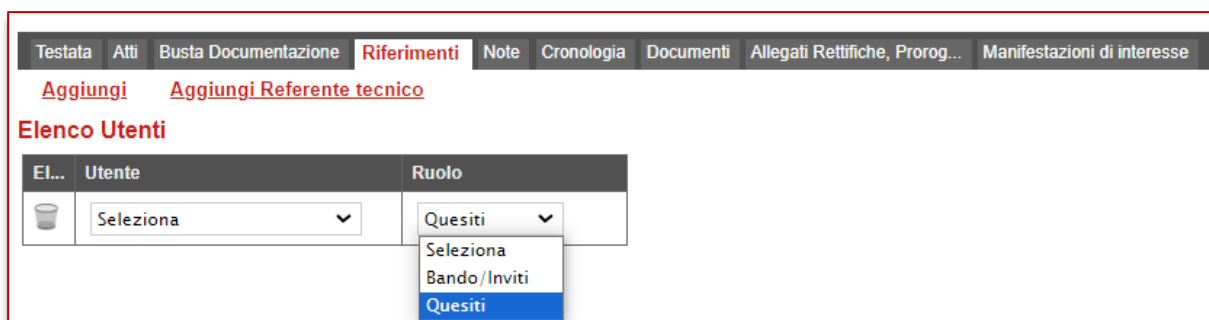 Testata Atti Busta Documentazione Riferimenti Note Cronologia Documenti Allegati Rettifiche, Prorog... Manifestazioni di interesse
Aggiungi Aggiungi Referente tecnico
Elenco Utenti
El... Utente Ruolo
Seleziona Quesiti
Seleziona
Bando/Inviti
Quesiti